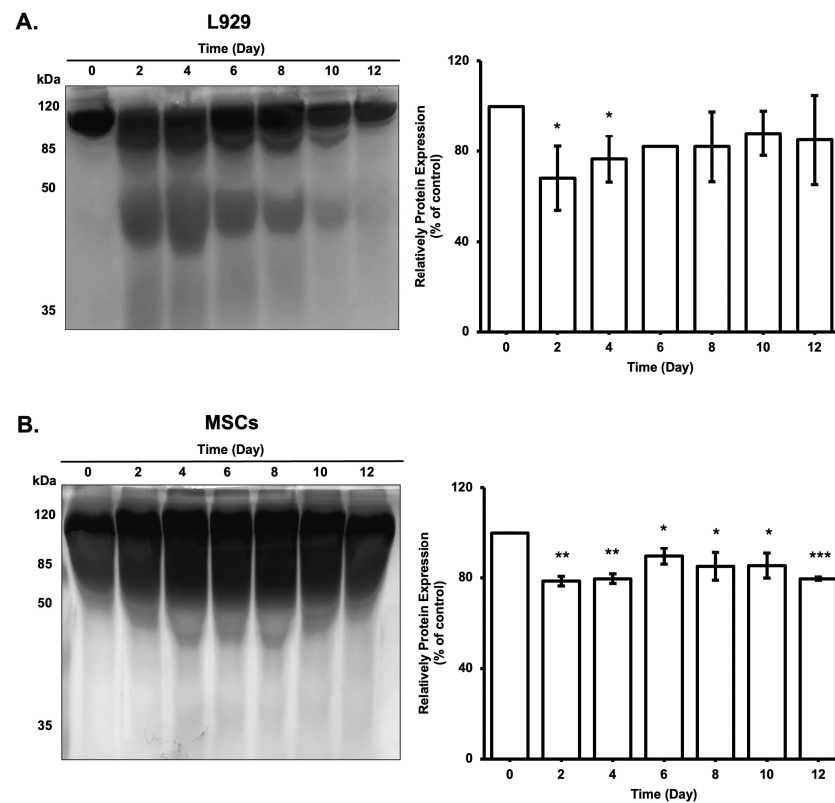 A.
L929
Time (Day)
0 2 4 6 8 10 12
kDa
120
85
50
35
120
80
40
0
Relatively Protein Expression
(% of control)
* *
0 2 4 6 8 10 12
Time (Day)
B.
MSCs
Time (Day)
0 2 4 6 8 10 12
kDa
120
85
50
35
120
80
40
0
Relatively Protein Expression
(% of control)
** ** * * * ***
0 2 4 6 8 10 12
Time (Day)